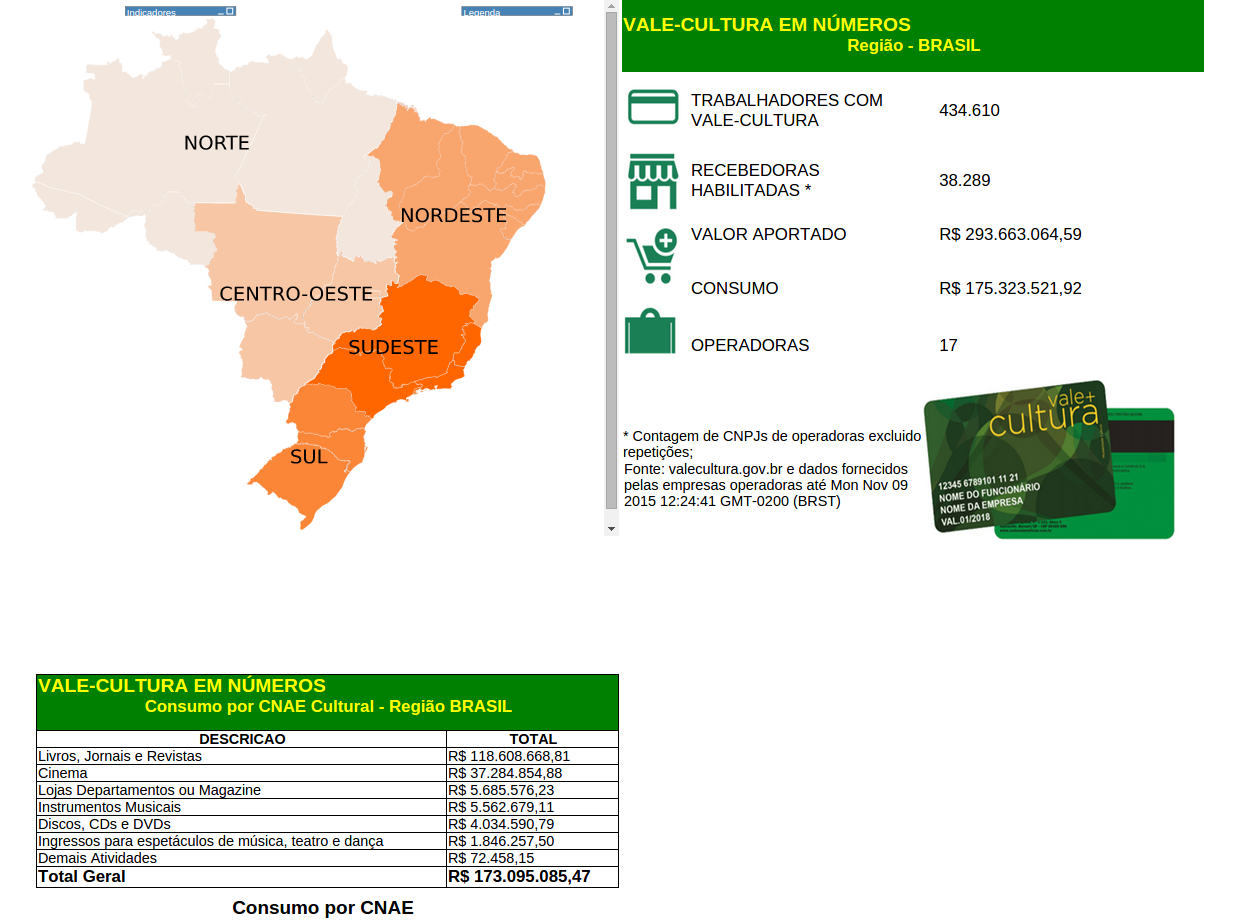 Indicadores
Legenda
NORTE
NORDESTE
CENTRO-OESTE
SUDESTE
SUL
VALE-CULTURA EM NÚMEROS
Região - BRASIL
TRABALHADORES COM
VALE-CULTURA
434.610
RECEBEDORAS
HABILITADAS *
38.289
VALOR APORTADO
R$ 293.663.064,59
CONSUMO
R$ 175.323.521,92
OPERADORAS
17
* Contagem de CNPJs de operadoras excluido
repetições;
Fonte: valecultura.gov.br e dados fornecidos
pelas empresas operadoras até Mon Nov 09
2015 12:24:41 GMT-0200 (BRST)
vale+
cultura
12345 6789101 11 21
NOME DO FUNCIONÁRIO
NOME DA EMPRESA
VAL.01/2018
VALE-CULTURA EM NÚMEROS
Consumo por CNAE Cultural - Região BRASIL
DESCRICAO TOTAL
Livros, Jornais e Revistas R$ 118.608.668,81
Cinema R$ 37.284.854,88
Lojas Departamentos ou Magazine R$ 5.685.576,23
Instrumentos Musicais R$ 5.562.679,11
Discos, CDs e DVDs R$ 4.034.590,79
Ingressos para espetáculos de música, teatro e dança R$ 1.846.257,50
Demais Atividades R$ 72.458,15
Total Geral R$ 173.095.085,47
Consumo por CNAE